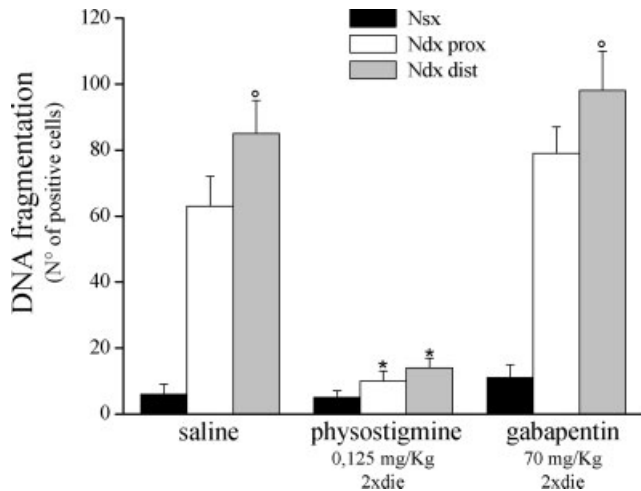 Nsx
Ndx prox
Ndx dist
DNA fragmentation
(N° of positive cells)
120
100
80
60
40
20
0
°
*
*
°
saline
physostigmine
gabapentin
0,125 mg/Kg
70 mg/Kg
2xdie
2xdie